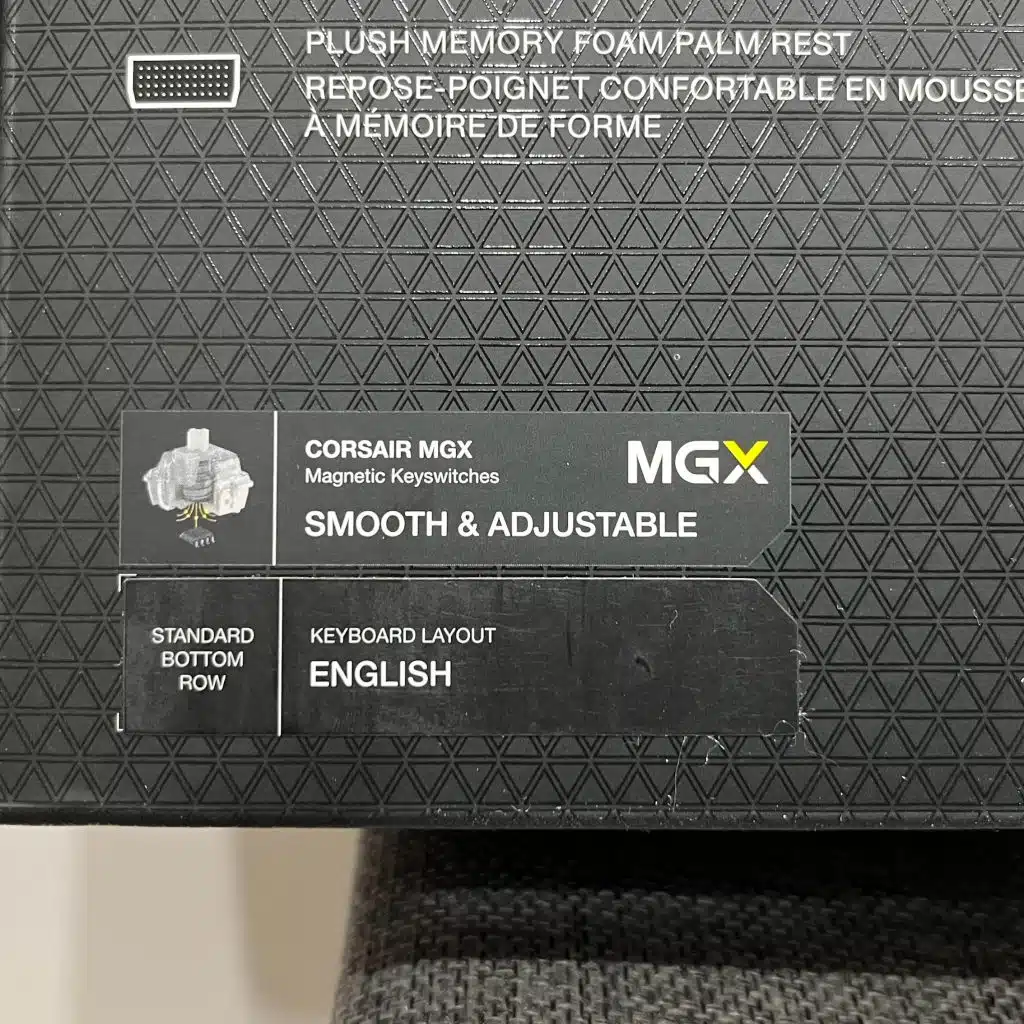 PLUSH MEMORY FOAM PALM REST
REPOSE-POIGNET CONFORTABLE EN MOUSSE
À MÉMOIRE DE FORME
CORSAIR MGX
Magnetic Keyswitches
MGX
SMOOTH & ADJUSTABLE
STANDARD
BOTTOM
ROW
KEYBOARD LAYOUT
ENGLISH